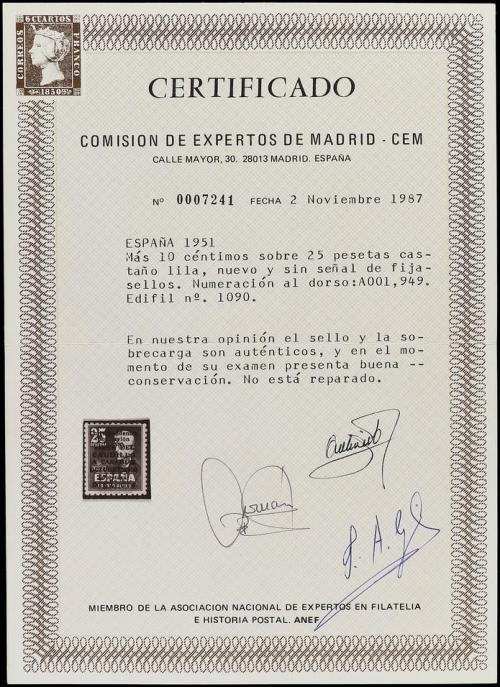 6 CUARTOS
CORREOS
FRANCO
1850
CERTIFICADO
COMISION DE EXPERTOS DE MADRID - CEM
CALLE MAYOR, 30. 28013 MADRID. ESPAÑA
Nº 0007241 FECHA 2 Noviembre 1987
ESPAÑA 1951
Más 10 céntimos sobre 25 pesetas cas-
taño lila, nuevo y sin señal de fija-
sellos. Numeración al dorso:A001,949.
Edifil nº. 1090.
En nuestra opinión el sello y la so-
brecarga son auténticos, y en el mo-
mento de su examen presenta buena --
conservación. No está reparado.
25
ESPAÑA
MIEMBRO DE LA ASOCIACION NACIONAL DE EXPERTOS EN FILATELIA
E HISTORIA POSTAL. ANEF